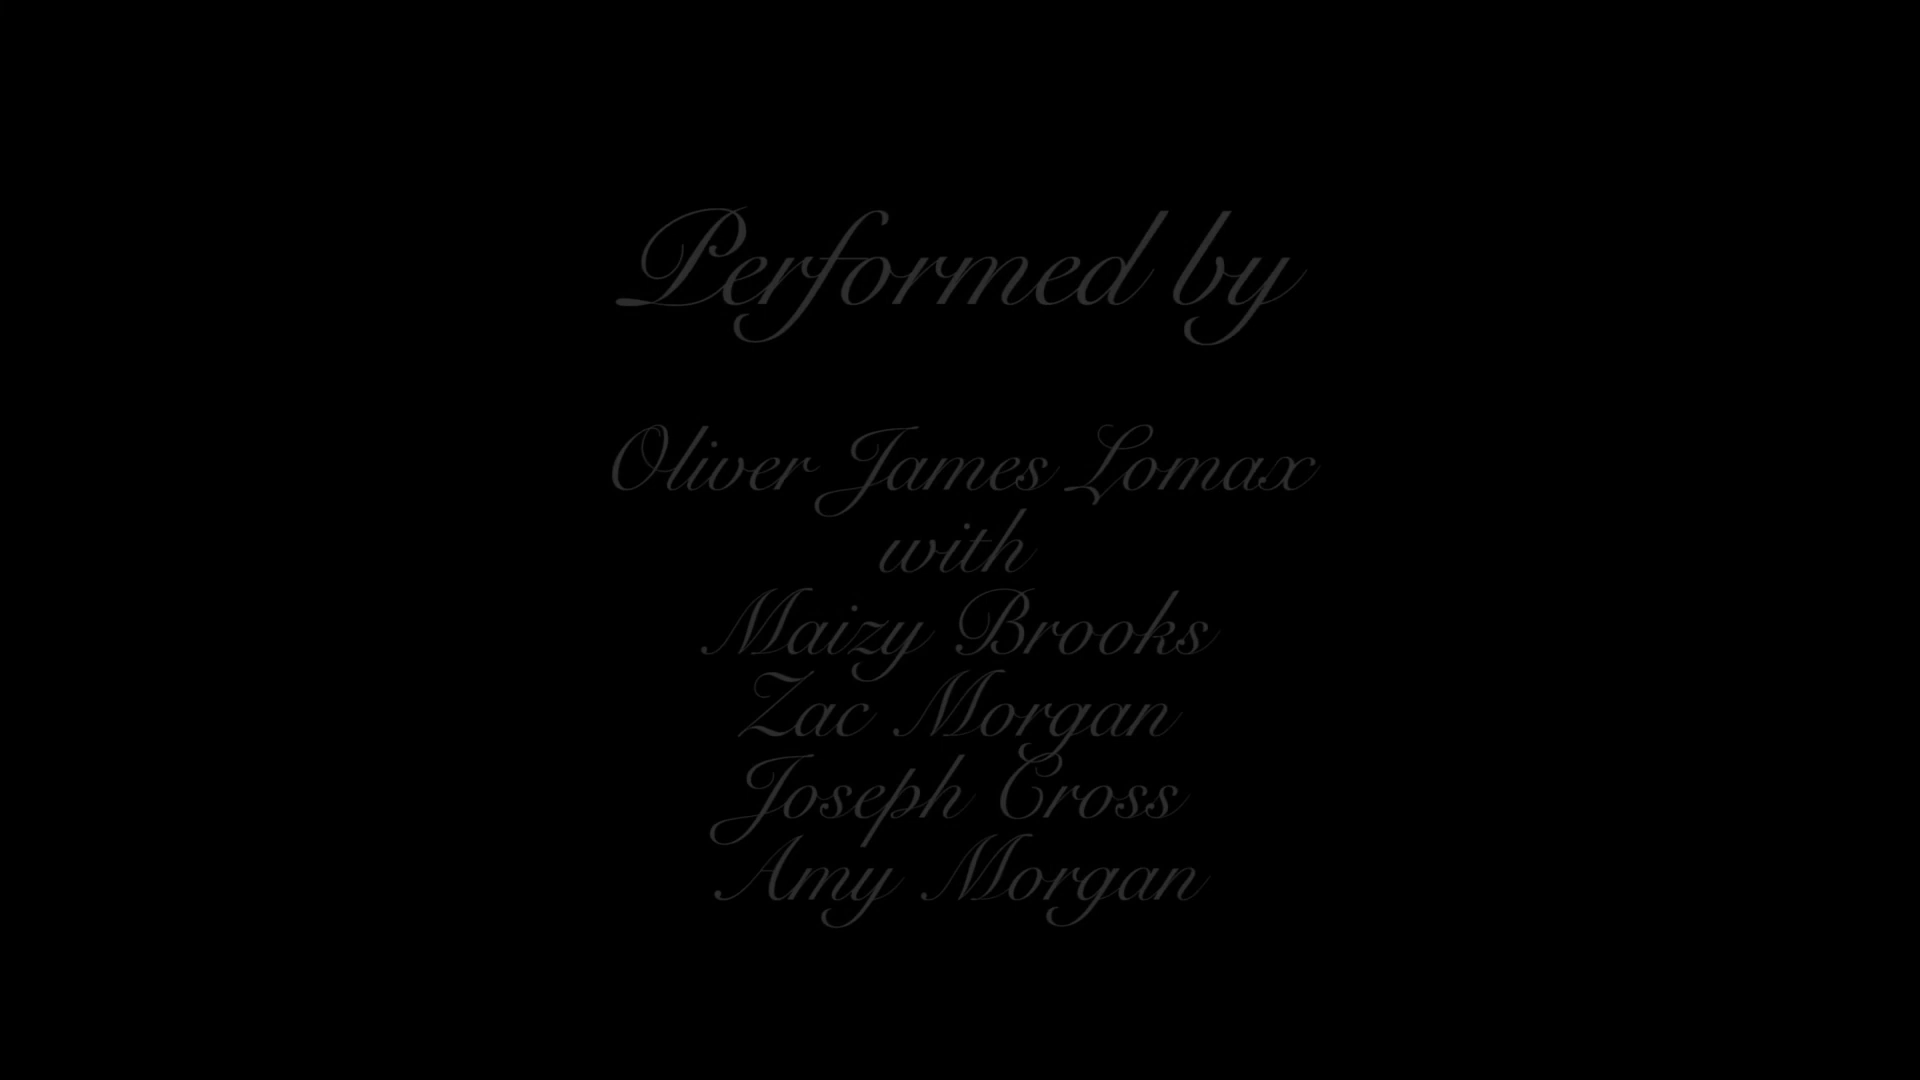 Performed by
Oliver James Lomax
with
Maizy Brooks
Zac Morgan
Joseph Cross
Amy Morgan